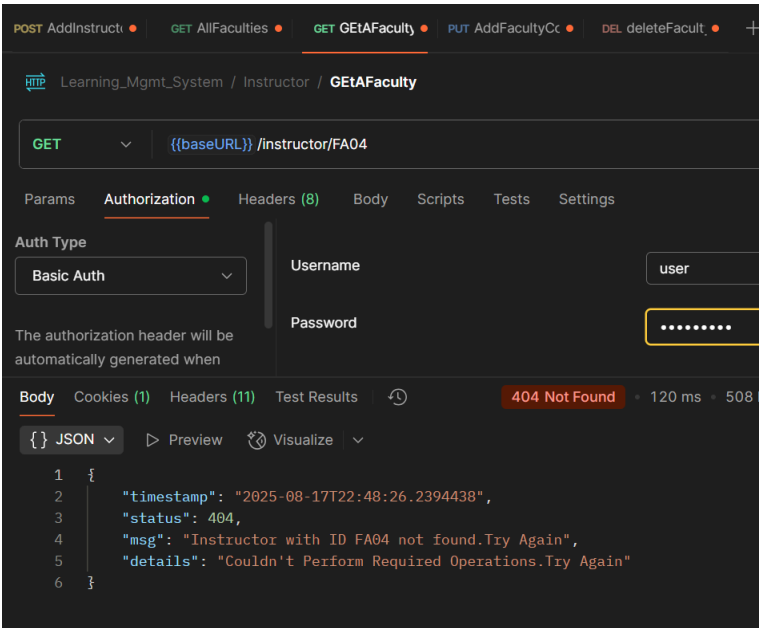 POST AddInstructo GET AllFaculties GET GEtAFaculty PUT AddFacultyCo DEL deleteFacult
HTTP Learning_Mgmt_System / Instructor / GEtAFaculty
GET {{baseURL}} /instructor/FA04
Params Authorization Headers (8) Body Scripts Tests Settings
Auth Type
Basic Auth
Username user
Password •••••••••
The authorization header will be
automatically generated when
Body Cookies (1) Headers (11) Test Results 404 Not Found • 120 ms • 508
{} JSON Preview Visualize
1 {
2 "timestamp": "2025-08-17T22:48:26.2394438",
3 "status": 404,
4 "msg": "Instructor with ID FA04 not found.Try Again",
5 "details": "Couldn't Perform Required Operations.Try Again"
6 }